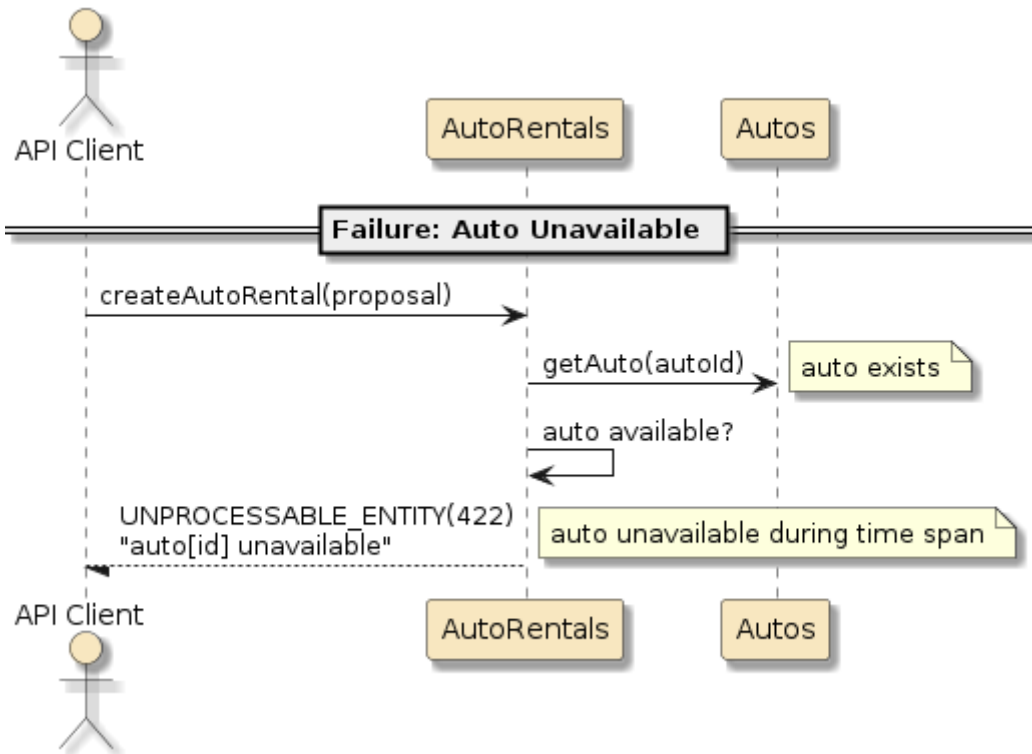 API Client
AutoRentals
Autos
Failure: Auto Unavailable
createAutoRental(proposal)
getAuto(autoId)
auto exists
auto available?
UNPROCESSABLE_ENTITY(422)
"auto[id] unavailable"
auto unavailable during time span
API Client
AutoRentals
Autos